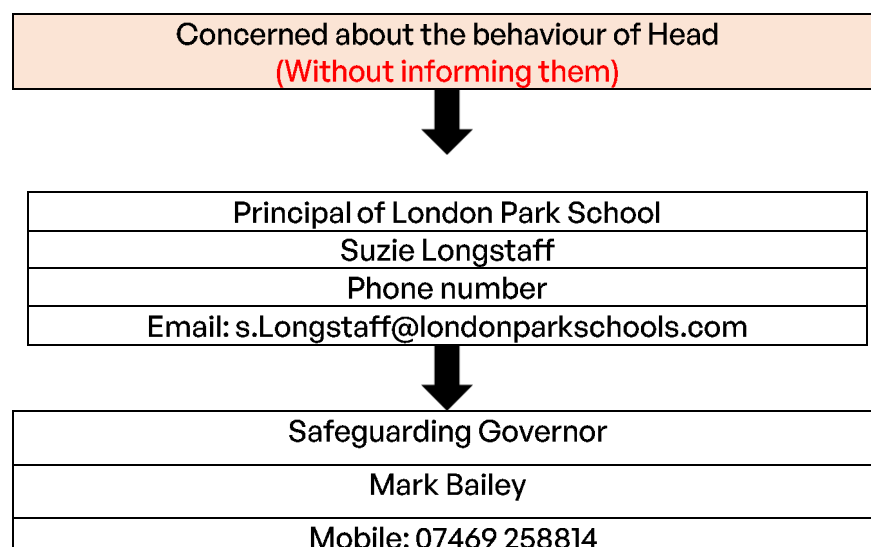 Concerned about the behaviour of Head
(Without informing them)
Principal of London Park School
Suzie Longstaff
Phone number
Email: s.Longstaff@londonparkschools.com
Safeguarding Governor
Mark Bailey
Mobile: 07469 258814